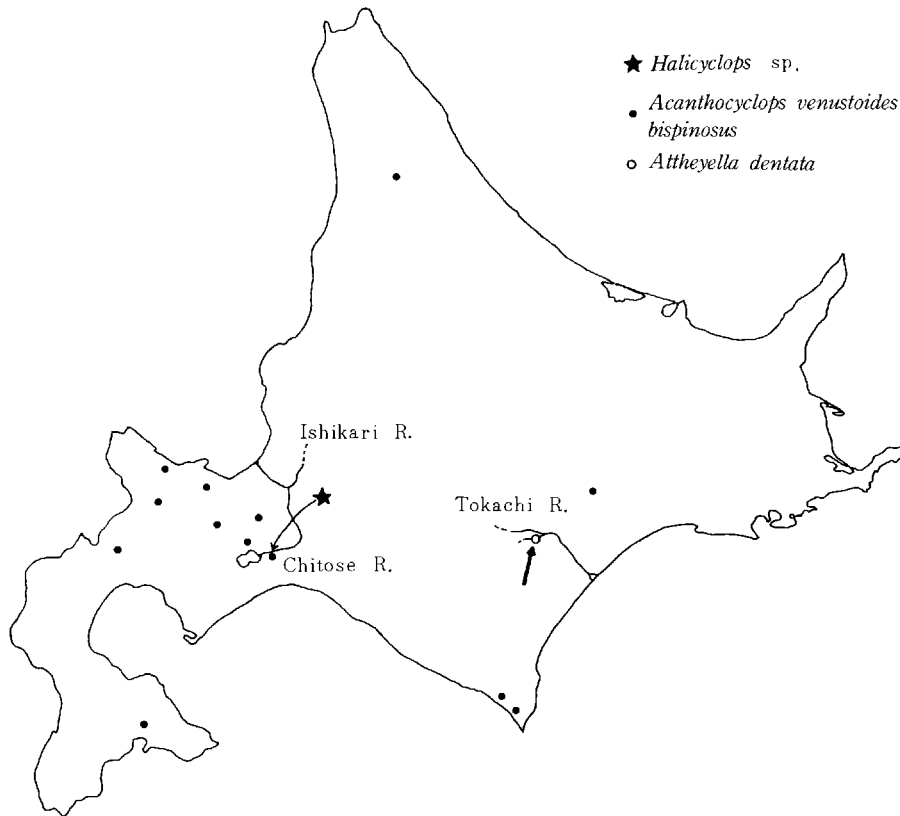 ★ Halicyclops sp.
• Acanthocyclops venustoides
bispinosus
○ Attheyella dentata
Ishikari R.
Tokachi R.
Chitose R.